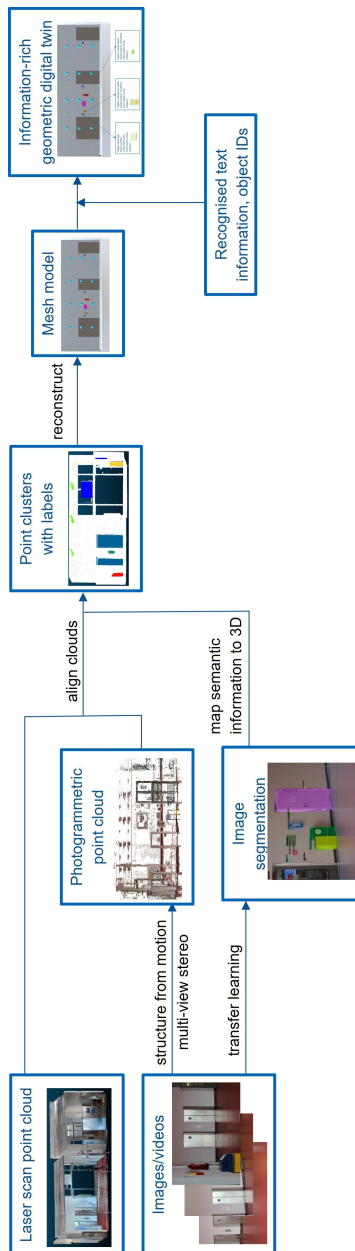 Laser scan point cloud
Images/videos
structure from motion
multi-view stereo
transfer learning
Photogrammetric
point cloud
Image
segmentation
align clouds
map semantic
information to 3D
Point clusters
with labels
reconstruct
Mesh model
Recognised text
information, object IDs
Information-rich
geometric digital twin